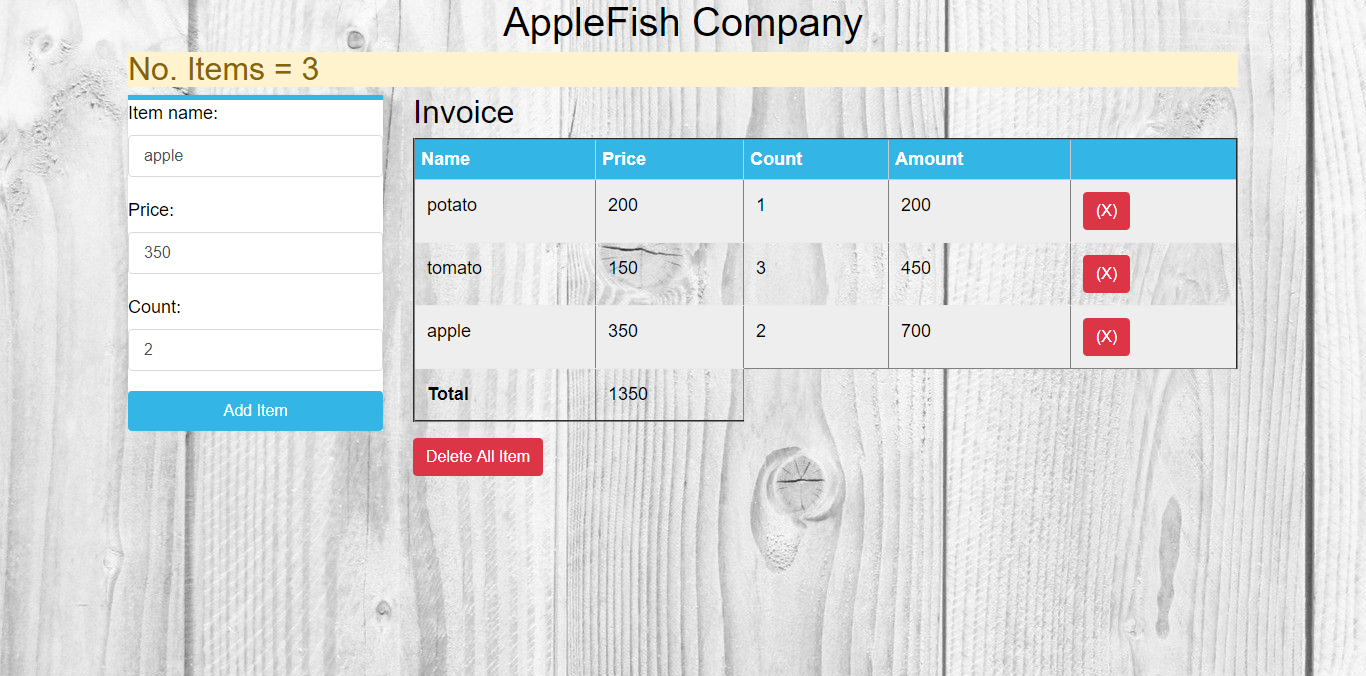 AppleFish Company
No. Items = 3
Item name:
apple
Price:
350
Count:
2
Add Item
Invoice
Name Price Count Amount
potato 200 1 200 (X)
tomato 150 3 450 (X)
apple 350 2 700 (X)
Total 1350
Delete All Item